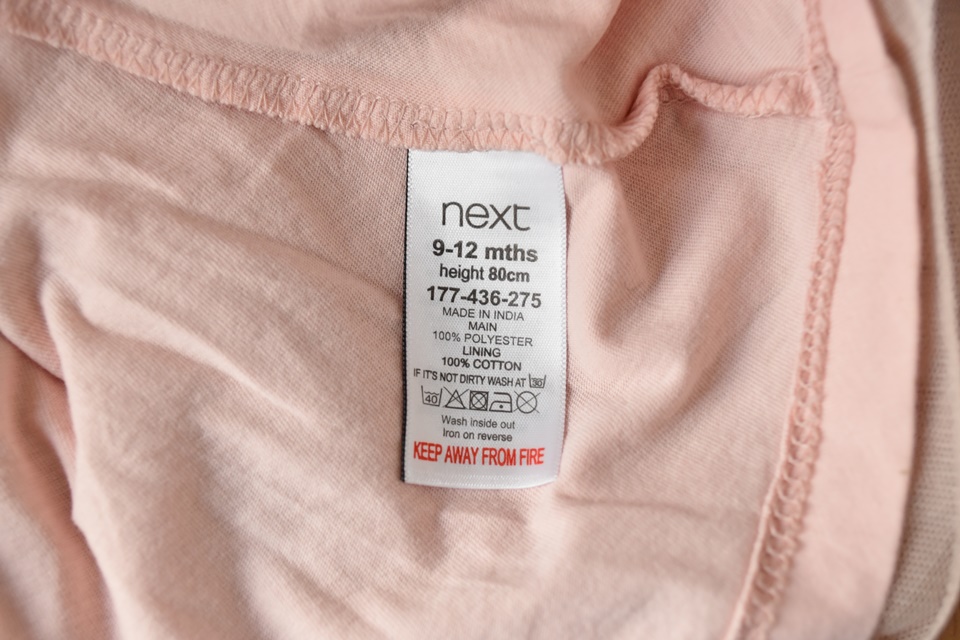 next
9-12 mths
height 80cm
177-436-275
MADE IN INDIA
MAIN
100% POLYESTER
LINING
100% COTTON
IF IT'S NOT DIRTY WASH AT 30
40
Wash inside out
Iron on reverse
KEEP AWAY FROM FIRE